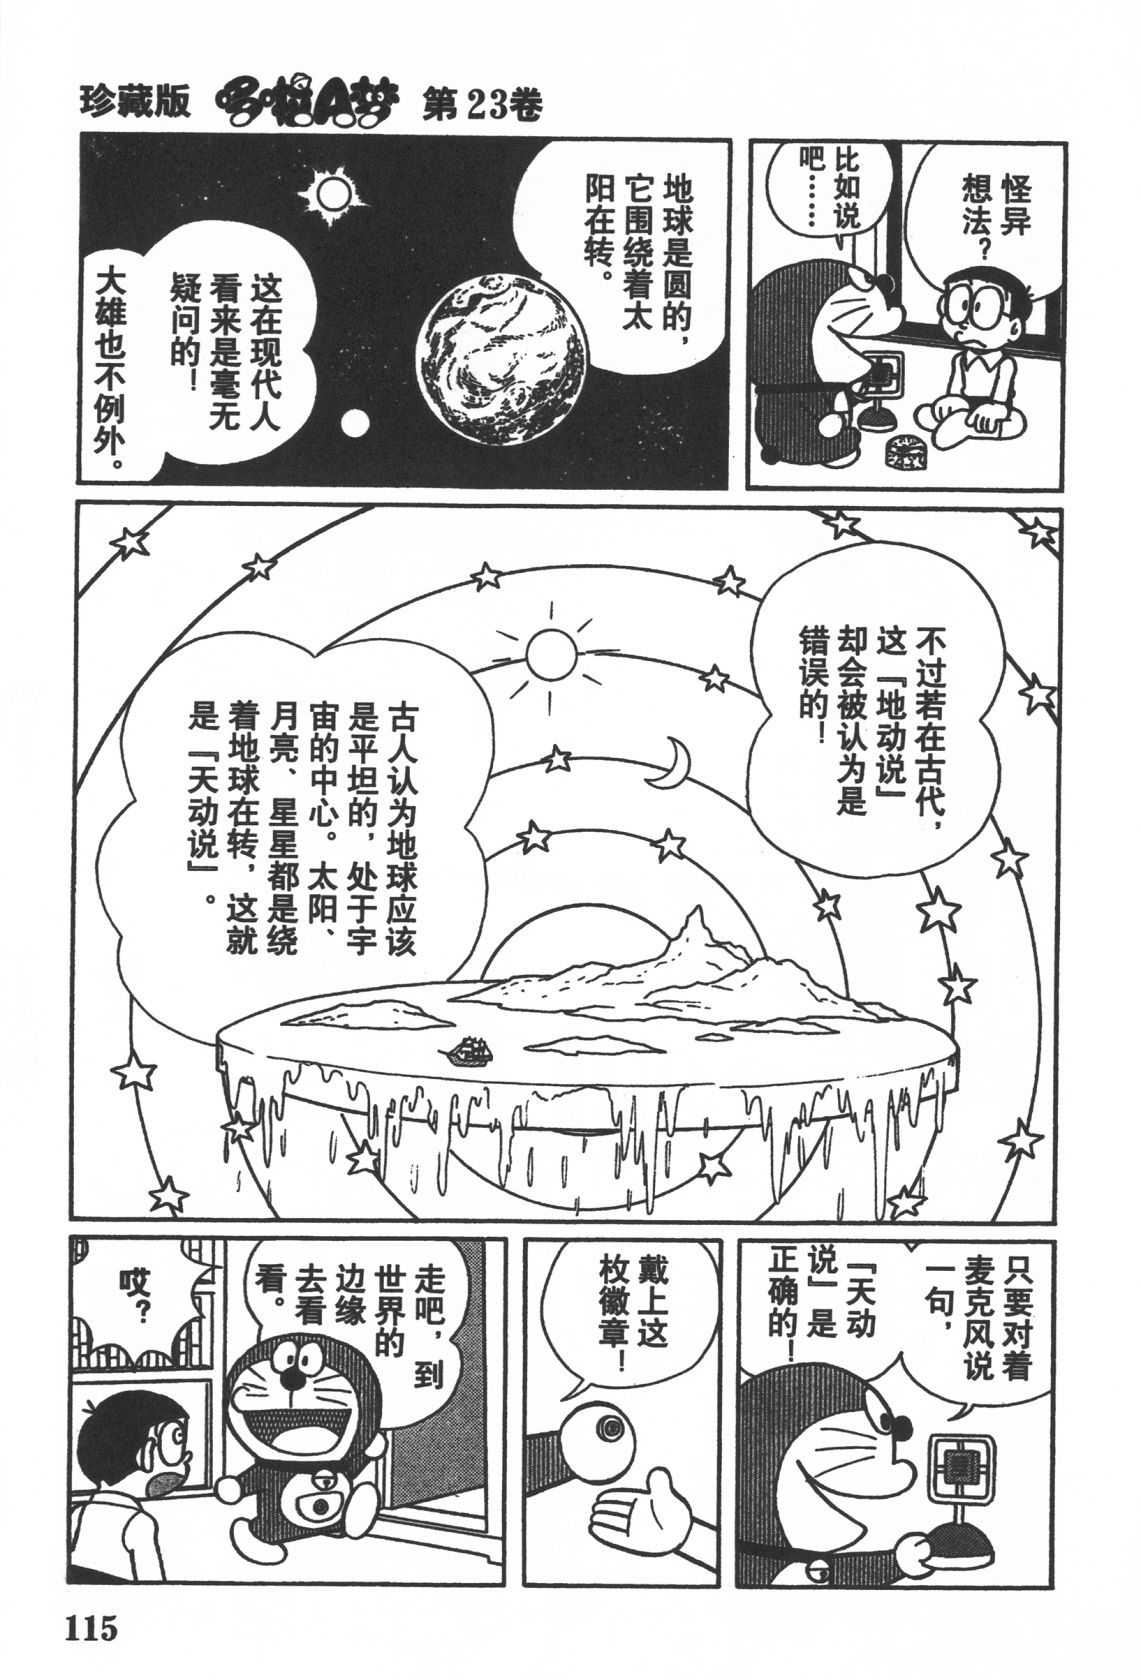 珍藏版 哆啦A梦 第23卷
怪异
想法？
比如说
吧……
地球是圆的，
它围绕着太
阳在转。
这在现代人
看来是毫无
疑问的！
大雄也不例外。
不过若在古代，
这『地动说』
却会被认为是
错误的！
古人认为地球应该
是平坦的，处于宇
宙的中心。太阳、
月亮、星星都是绕
着地球在转，这就
是『天动说』。
只要对着
麦克风说
一句，
『天动
说』是
正确的！
戴上这
枚徽章！
走吧，到
世界的
边缘
去看
看。
哎？
115